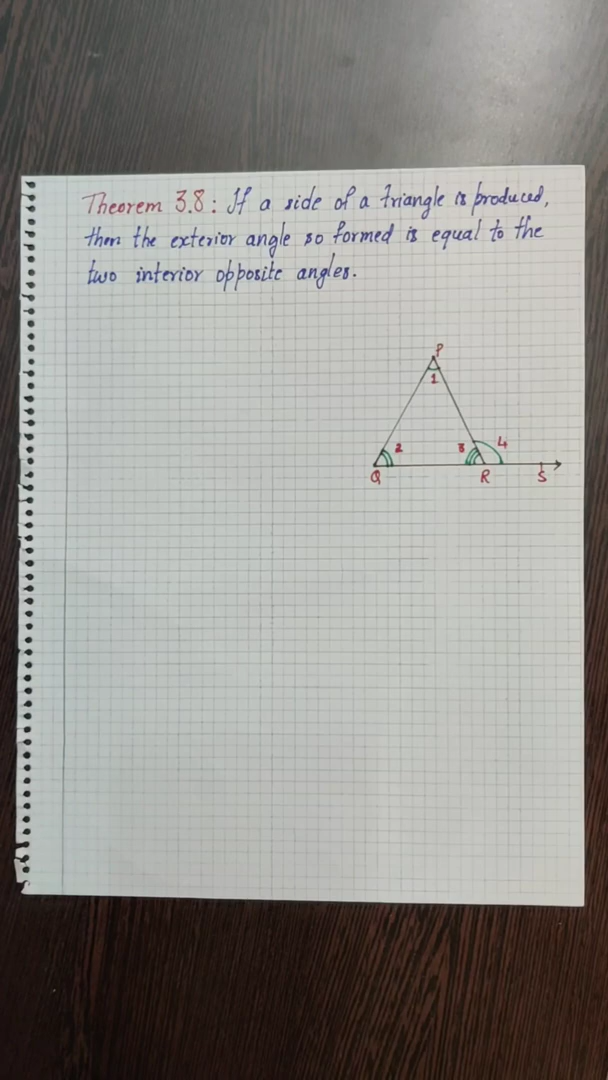 Theorem 3.8: If a side of a triangle is produced,
then the exterior angle so formed is equal to the
two interior opposite angles.
P
1
2
3
4
Q
R
S